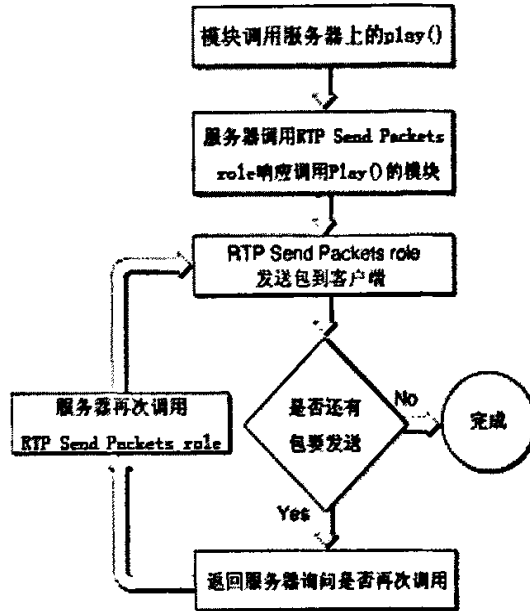 模块调用服务器上的play()
服务器调用RTP Send Packets
role响应调用Play()的模块
RTP Send Packets role
发送包到客户端
是否还有
包要发送
No
完成
服务器再次调用
RTP Send Packets role
Yes
返回服务器询问是否再次调用